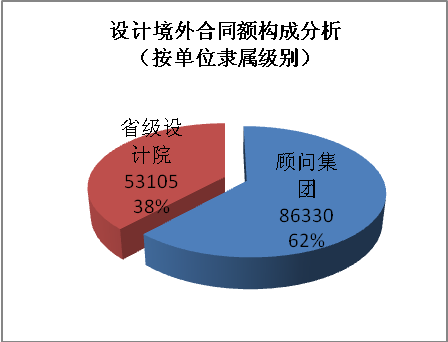 设计境外合同额构成分析
（按单位隶属级别）
省级设
计院
53105
38%
顾问集
团
86330
62%